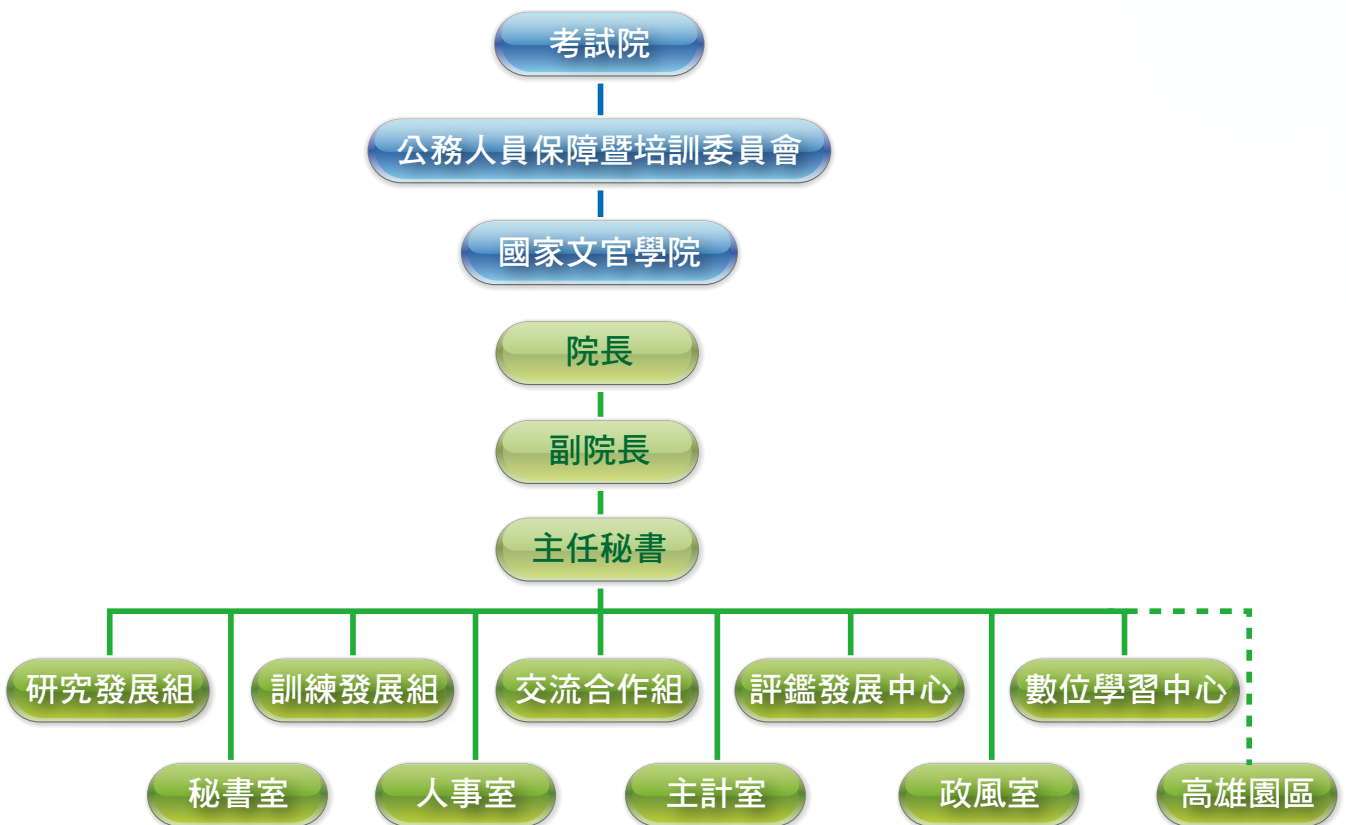 考試院
公務人員保障暨培訓委員會
國家文官學院
院長
副院長
主任秘書
研究發展組
訓練發展組
交流合作組
評鑑發展中心
數位學習中心
秘書室
人事室
主計室
政風室
高雄園區